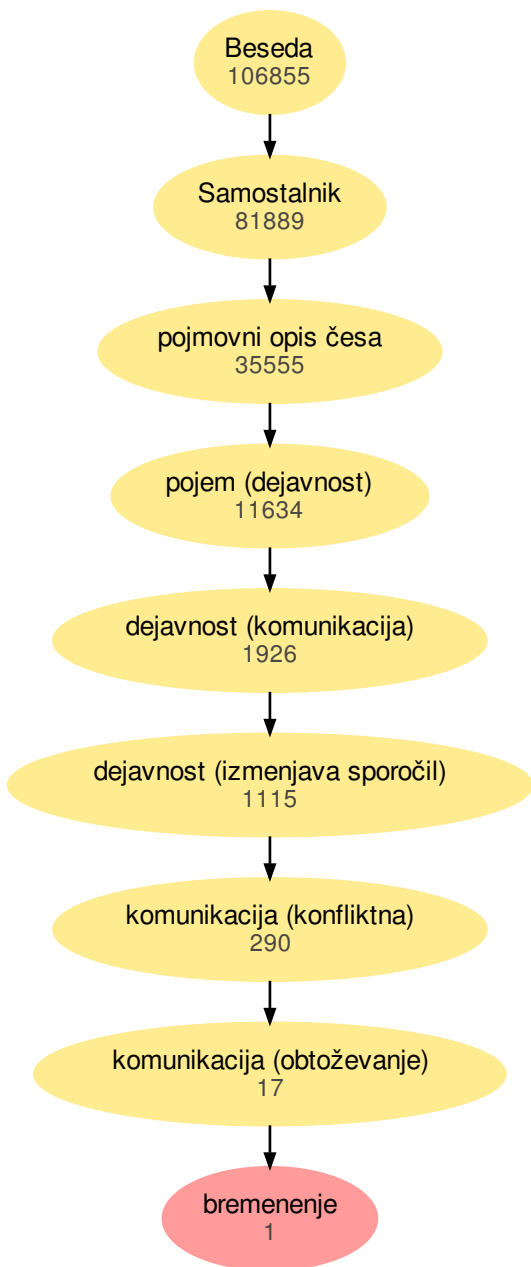 Beseda
106855
Samostalnik
81889
pojmovni opis česa
35555
pojem (dejavnost)
11634
dejavnost (komunikacija)
1926
dejavnost (izmenjava sporočil)
1115
komunikacija (konfliktna)
290
komunikacija (obtoževanje)
17
bremenenje
1